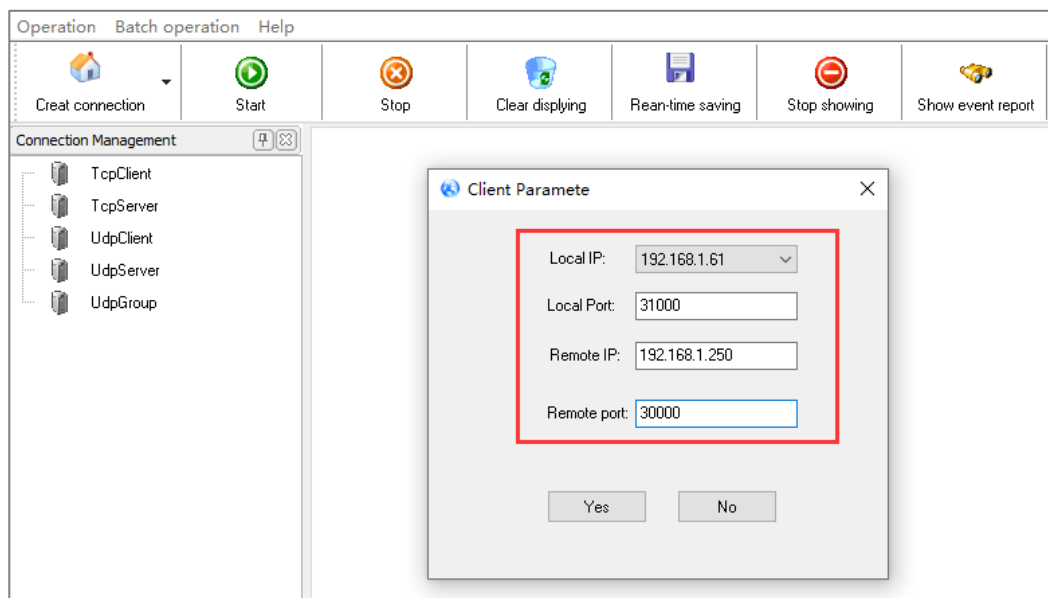 Operation Batch operation Help
Creat connection Start Stop Clear displying Rean-time saving Stop showing Show event report
Connection Management
TcpClient
TcpServer
UdpClient
UdpServer
UdpGroup
Client Paramete
Local IP: 192.168.1.61
Local Port: 31000
Remote IP: 192.168.1.250
Remote port: 30000
Yes No